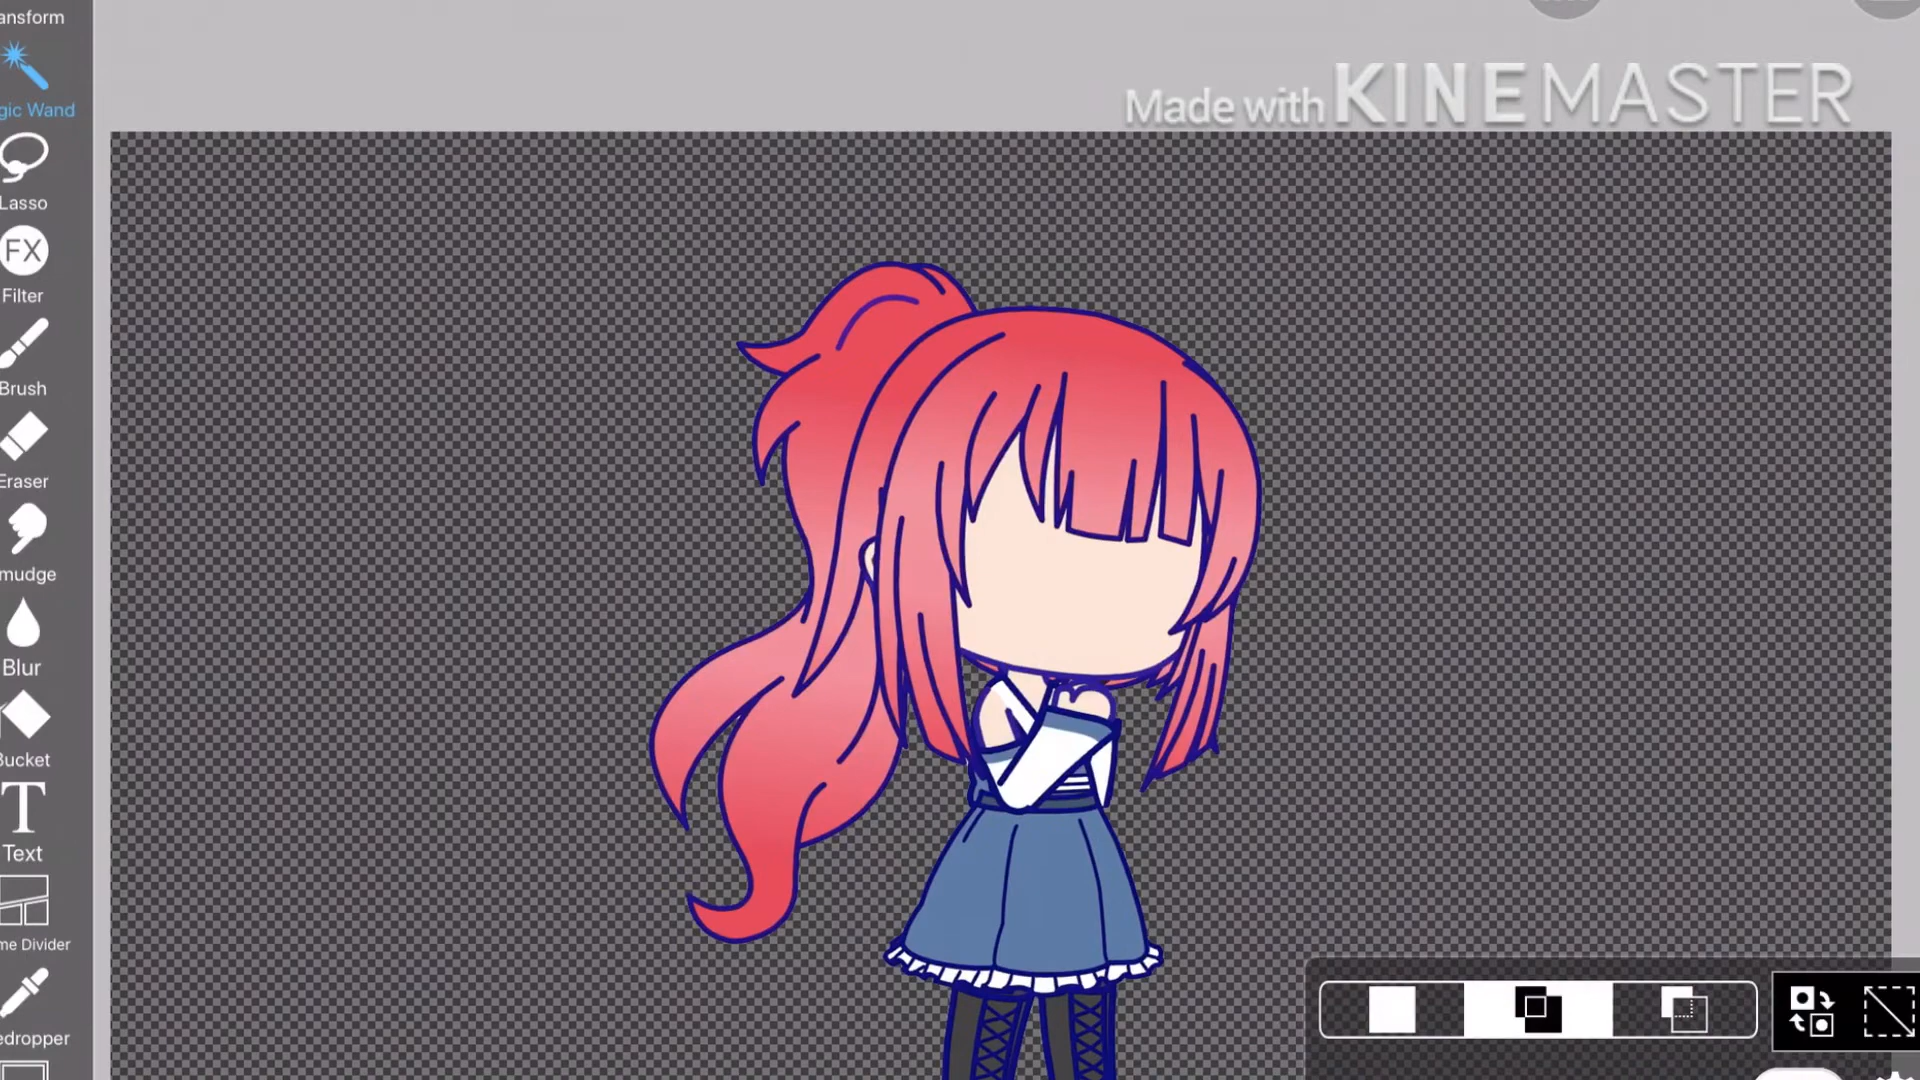 ansform
gic Wand
Lasso
FX
Filter
Brush
Eraser
mudge
Blur
Bucket
T
Text
me Divider
edropper
Made with KINEMASTER